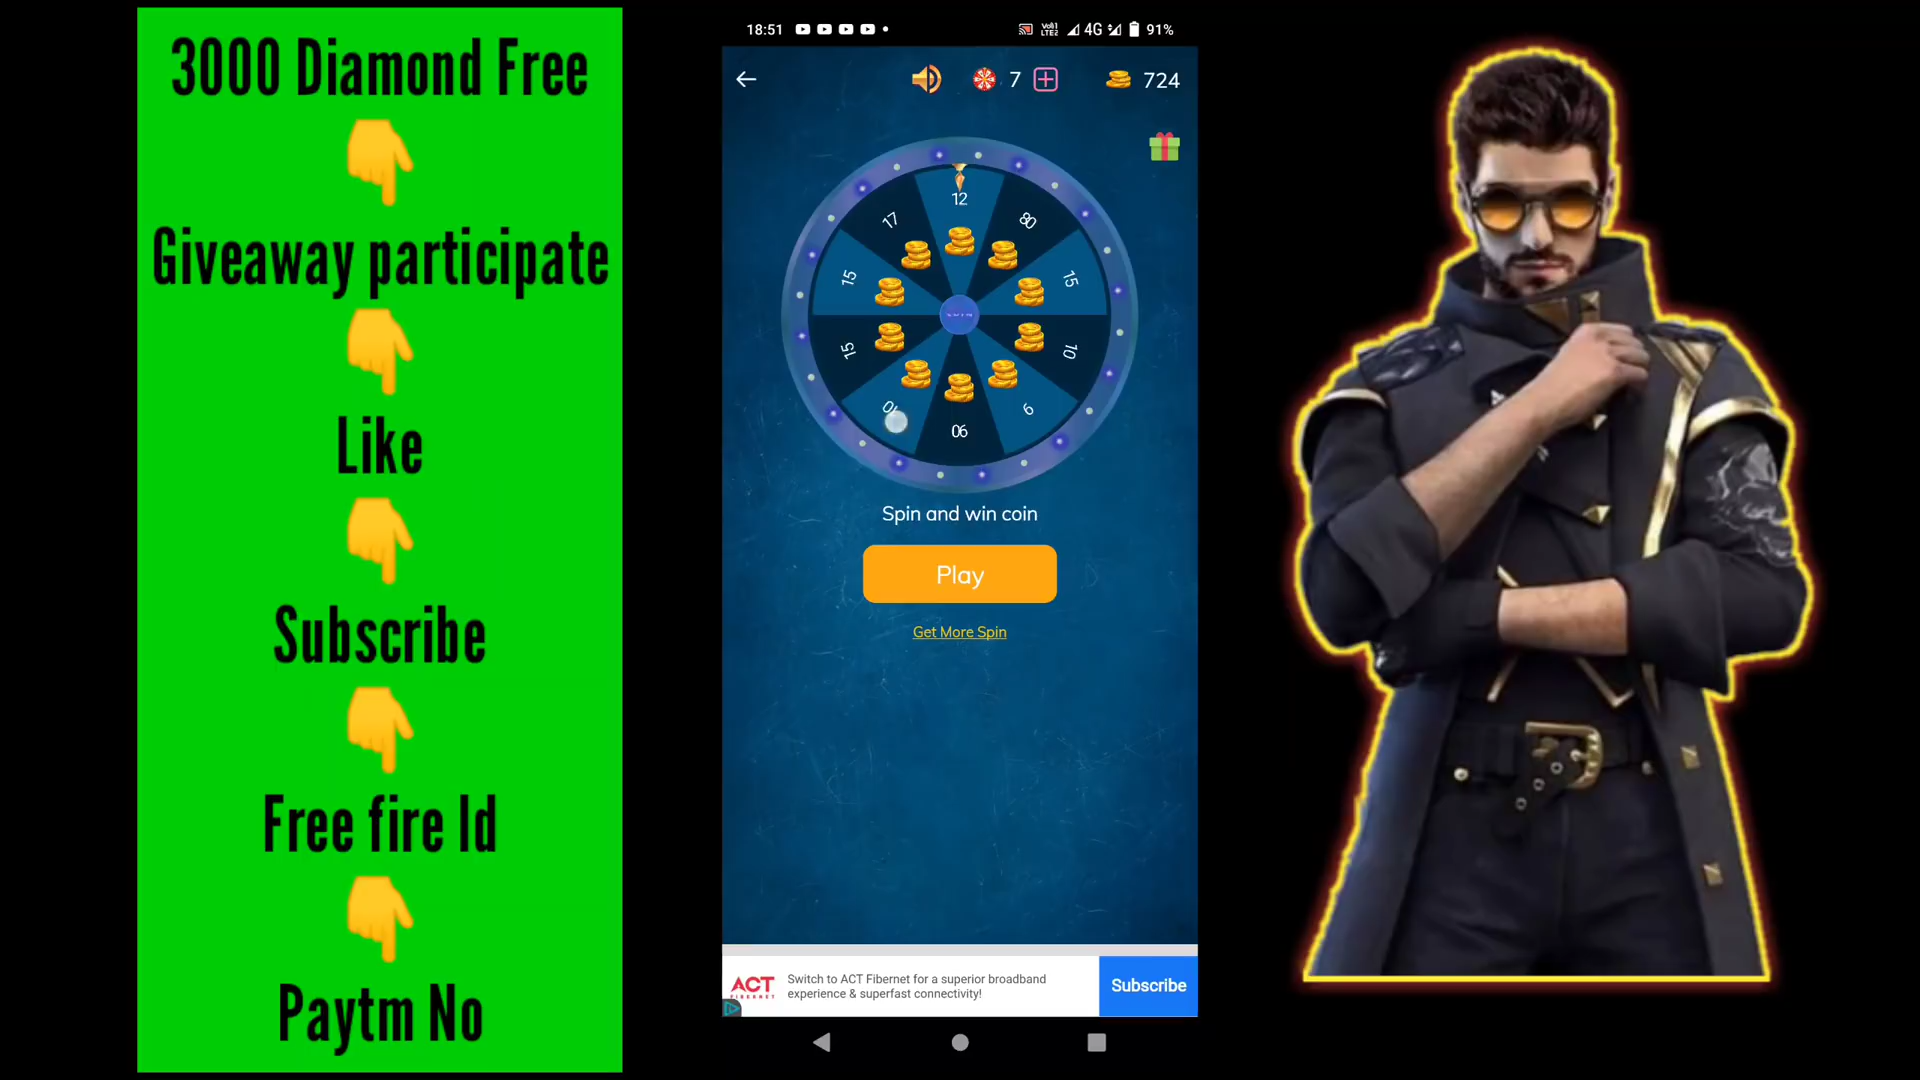 3000 Diamond Free
Giveaway participate
Like
Subscribe
Free fire Id
Paytm No
18:51
4G
91%
7
724
12
80
15
10
9
90
15
15
17
Spin and win coin
Play
Get More Spin
ACT
FIBERNET
Switch to ACT Fibernet for a superior broadband
experience & superfast connectivity!
Subscribe